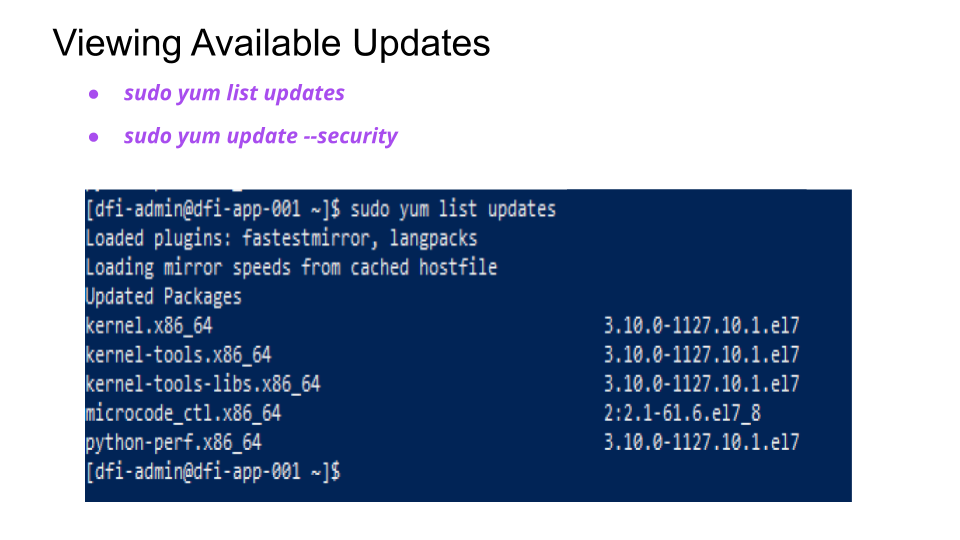 Viewing Available Updates
● sudo yum list updates
● sudo yum update --security
[dfi-admin@dfi-app-001 ~]$ sudo yum list updates
Loaded plugins: fastestmirror, langpacks
Loading mirror speeds from cached hostfile
Updated Packages
kernel.x86_64 3.10.0-1127.10.1.el7
kernel-tools.x86_64 3.10.0-1127.10.1.el7
kernel-tools-libs.x86_64 3.10.0-1127.10.1.el7
microcode_ctl.x86_64 2:2.1-61.6.el7_8
python-perf.x86_64 3.10.0-1127.10.1.el7
[dfi-admin@dfi-app-001 ~]$